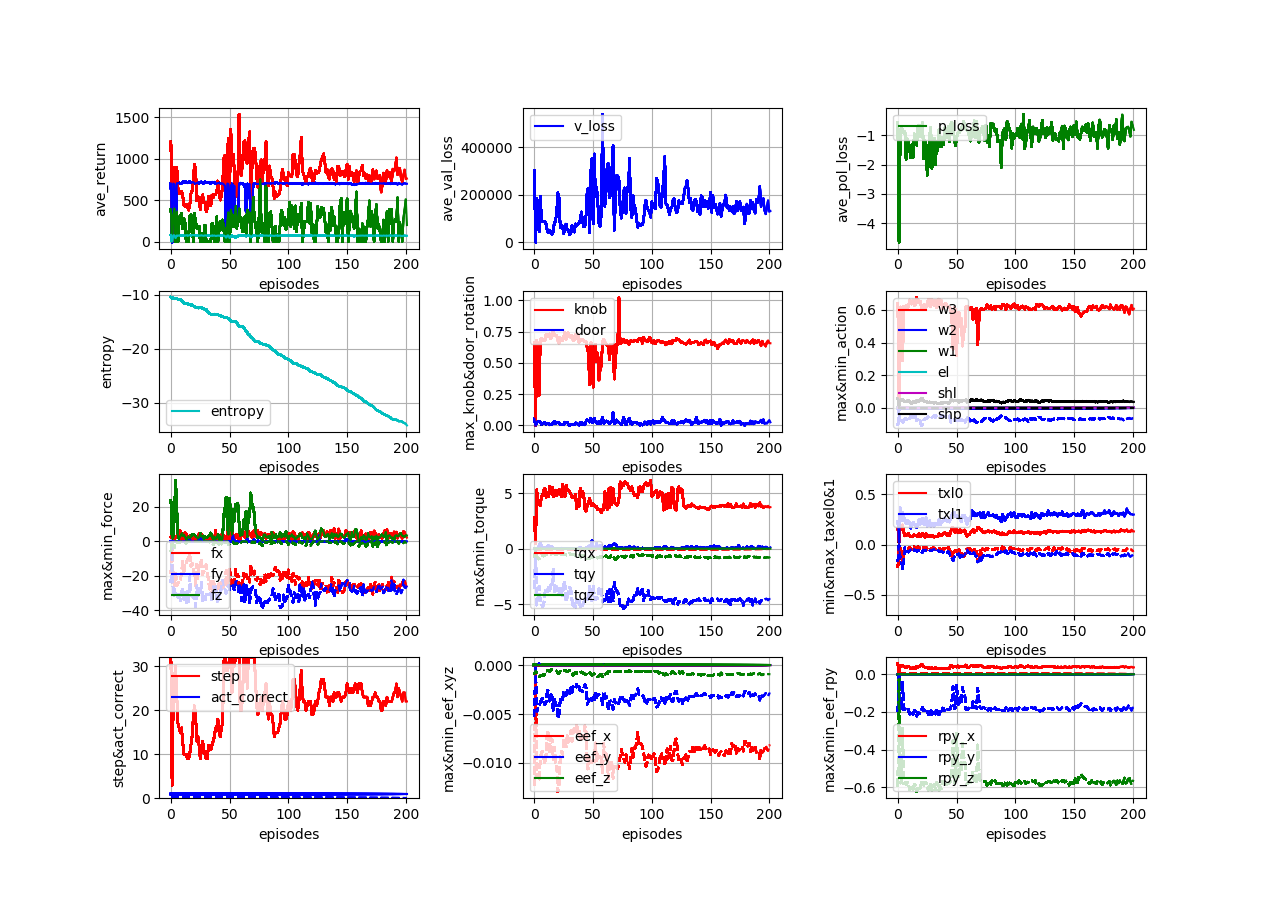 ave_return
1500
1000
500
0
0 50 100 150 200
episodes
ave_val_loss
400000
200000
0
v_loss
0 50 100 150 200
episodes
ave_pol_loss
−1
−2
−3
−4
p_loss
0 50 100 150 200
episodes
entropy
−10
−20
−30
entropy
0 50 100 150 200
episodes
max_knob&door_rotation
1.00
0.75
0.50
0.25
0.00
knob
door
0 50 100 150 200
episodes
max&min_action
0.6
0.4
0.2
0.0
w3
w2
w1
el
shl
shp
0 50 100 150 200
episodes
max&min_force
20
0
−20
−40
fx
fy
fz
0 50 100 150 200
episodes
max&min_torque
5
0
−5
tqx
tqy
tqz
0 50 100 150 200
episodes
min&max_taxel0&1
0.5
0.0
−0.5
txl0
txl1
0 50 100 150 200
episodes
step&act_correct
30
20
10
0
step
act_correct
0 50 100 150 200
episodes
max&min_eef_xyz
0.000
−0.005
−0.010
eef_x
eef_y
eef_z
0 50 100 150 200
episodes
max&min_eef_rpy
0.0
−0.2
−0.4
−0.6
rpy_x
rpy_y
rpy_z
0 50 100 150 200
episodes